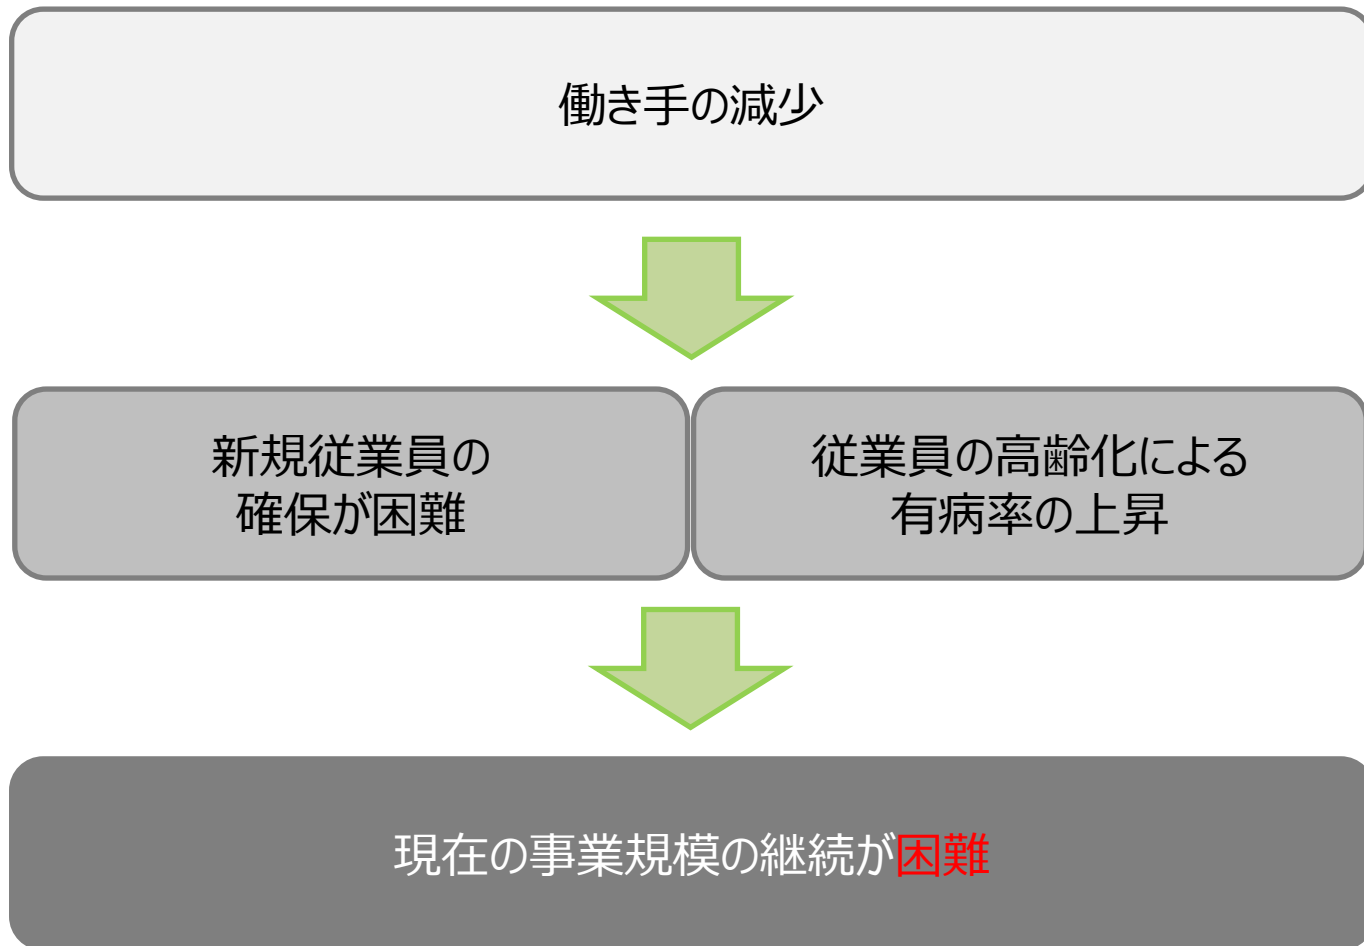 働き手の減少
新規従業員の
確保が困難
従業員の高齢化による
有病率の上昇
現在の事業規模の継続が困難